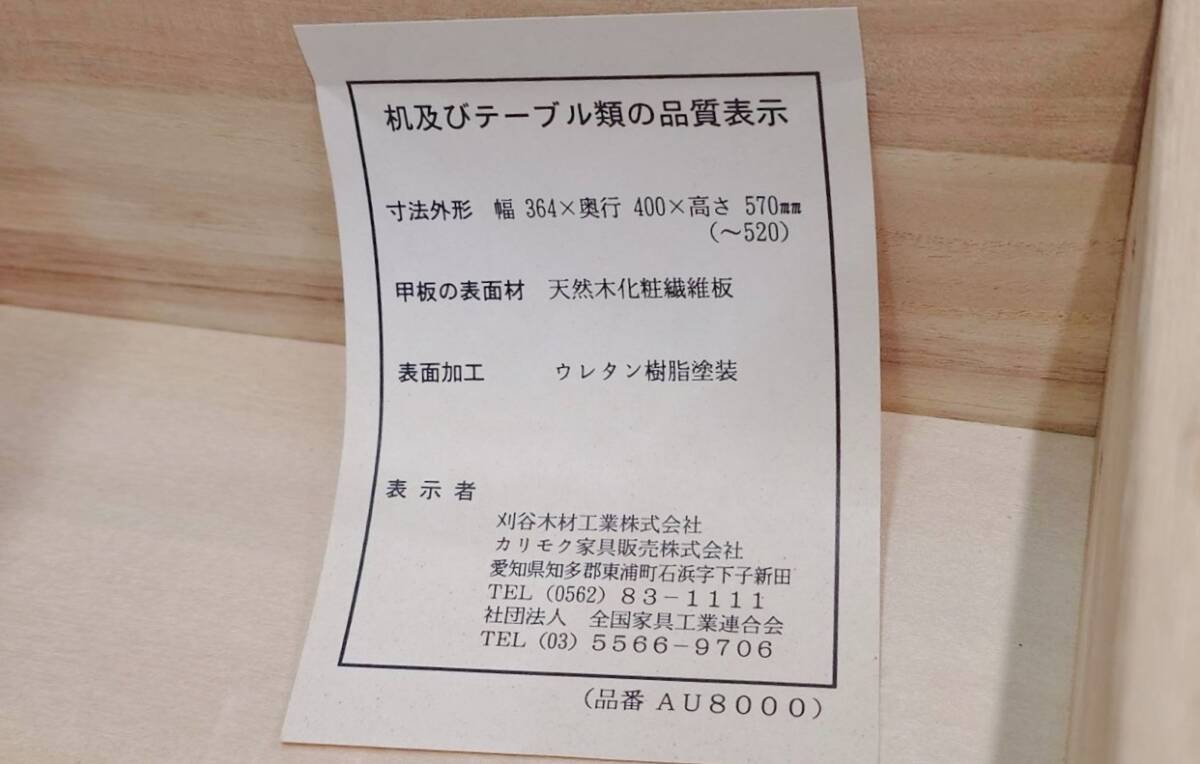 机及びテーブル類の品質表示
寸法外形 幅 364×奥行 400×高さ 570㎜
(〜520)
甲板の表面材 天然木化粧繊維板
表面加工 ウレタン樹脂塗装
表示者
刈谷木材工業株式会社
カリモク家具販売株式会社
愛知県知多郡東浦町石浜字下子新田
TEL (0562) 83−1111
社団法人 全国家具工業連合会
TEL (03) 5566−9706
(品番 AU8000)